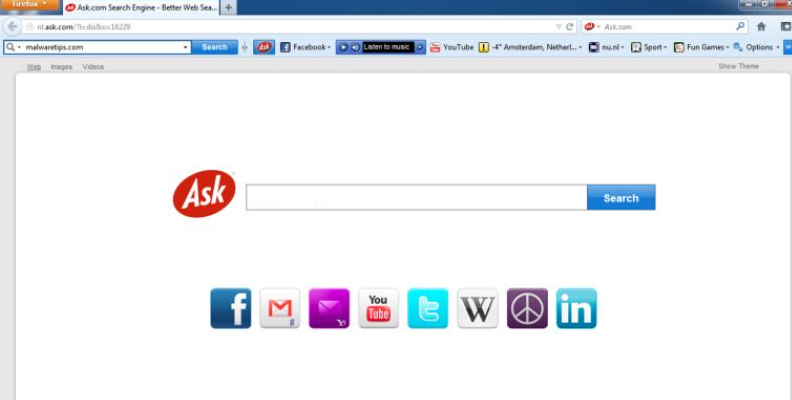 Firefox
Ask.com Search Engine - Better Web Sea...
nl.ask.com/?l=dis&o=16229
Ask.com
malwaretips.com Search Ask Facebook Listen to music YouTube -4° Amsterdam, Netherl... nu.nl Sport Fun Games Options
Web Images Videos Show Theme
Ask Search
f M g Y! You Tube t W in